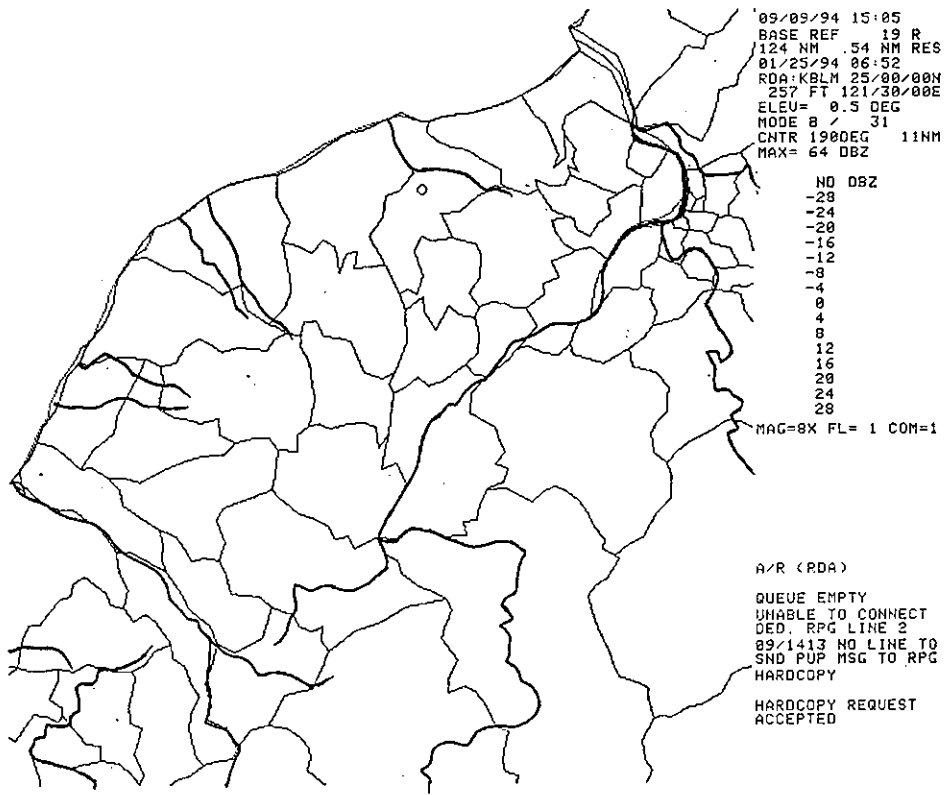 09/09/94 15:05
BASE REF 19 R
124 NM .54 NM RES
01/25/94 06:52
RDA:KBLM 25/00/00N
257 FT 121/30/00E
ELEV= 0.5 DEG
MODE B / 31
CNTR 190DEG 11NM
MAX= 64 DBZ
ND DBZ
-28
-24
-20
-16
-12
-8
-4
0
4
8
12
16
20
24
28
MAG=8X FL= 1 COM=1
A/R (RDA)
QUEUE EMPTY
UNABLE TO CONNECT
DED. RPG LINE 2
09/1413 NO LINE TO
SND PUP MSG TO RPG
HARDCOPY
HARDCOPY REQUEST
ACCEPTED